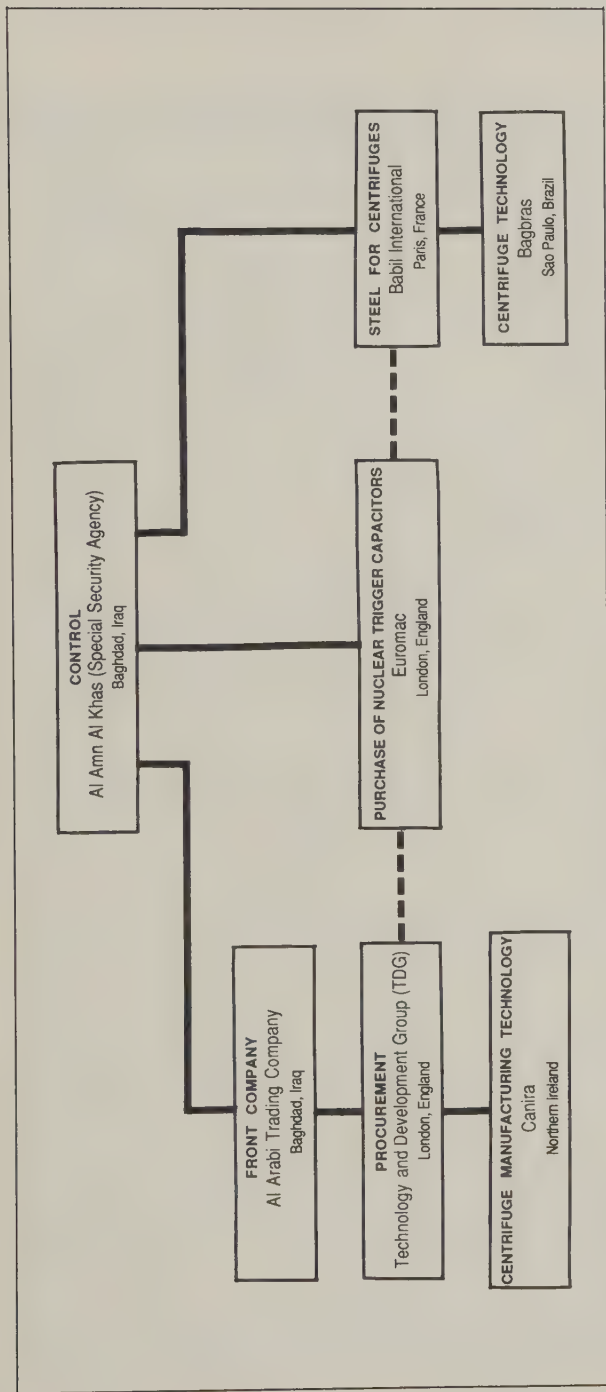 CONTROL
Al Amn Al Khas (Special Security Agency)
Baghdad, Iraq
FRONT COMPANY
Al Arabi Trading Company
Baghdad, Iraq
PROCUREMENT
Technology and Development Group (TDG)
London, England
CENTRIFUGE MANUFACTURING TECHNOLOGY
Canira
Northern Ireland
PURCHASE OF NUCLEAR TRIGGER CAPACITORS
Euromac
London, England
STEEL FOR CENTRIFUGES
Babil International
Paris, France
CENTRIFUGE TECHNOLOGY
Bagbras
Sao Paulo, Brazil